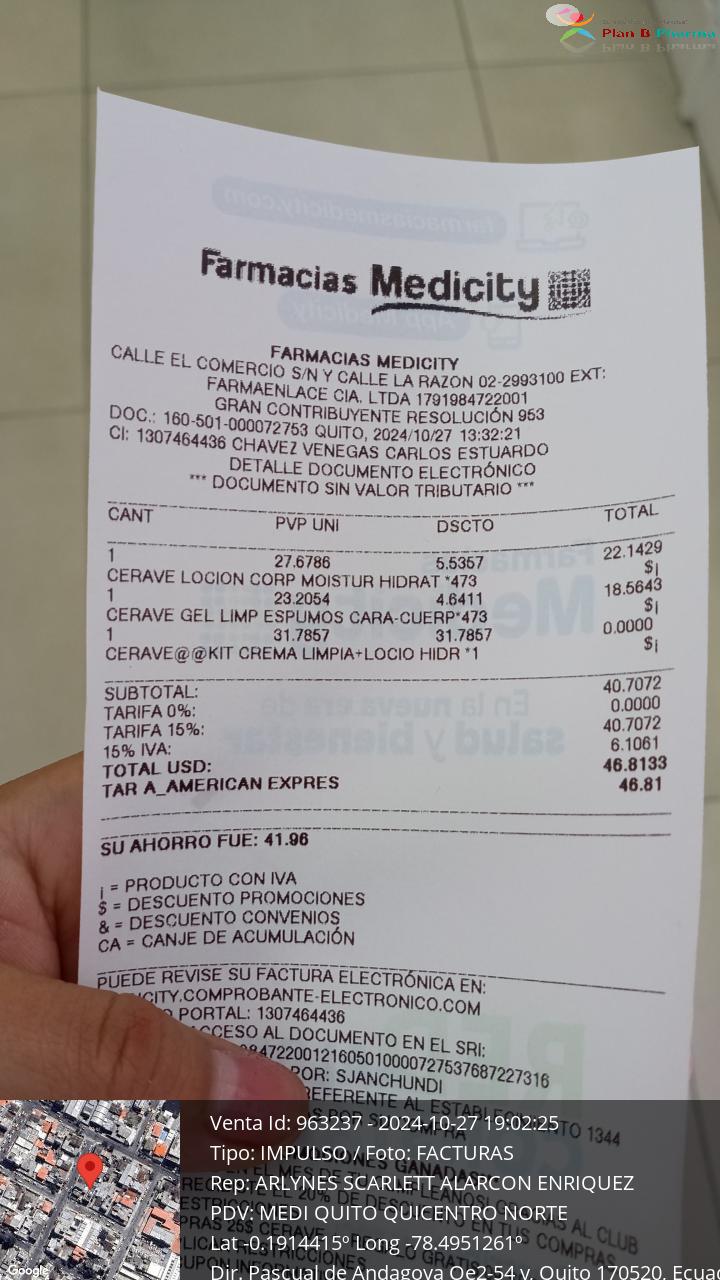 Plan B Pharma
farmaciasmedicity.com
Farmacias Medicity
App Medicity
FARMACIAS MEDICITY
CALLE EL COMERCIO S/N Y CALLE LA RAZON 02-2993100 EXT:
FARMAENLACE CIA. LTDA 1791984722001
GRAN CONTRIBUYENTE RESOLUCIÓN 953
DOC.: 160-501-000072753 QUITO, 2024/10/27 13:32:21
CI: 1307464436 CHAVEZ VENEGAS CARLOS ESTUARDO
DETALLE DOCUMENTO ELECTRÓNICO
*** DOCUMENTO SIN VALOR TRIBUTARIO ***
CANT PVP UNI DSCTO TOTAL
1 27.6786 5.5357 22.1429
CERAVE LOCION CORP MOISTUR HIDRAT *473 $¡
1 23.2054 4.6411 18.5643
CERAVE GEL LIMP ESPUMOS CARA-CUERP*473 $¡
1 31.7857 31.7857 0.0000
CERAVE@@KIT CREMA LIMPIA+LOCIO HIDR *1 $¡
SUBTOTAL: 40.7072
TARIFA 0%: 0.0000
TARIFA 15%: 40.7072
15% IVA: 6.1061
TOTAL USD: 46.8133
TAR A_AMERICAN EXPRES 46.81
SU AHORRO FUE: 41.96
¡ = PRODUCTO CON IVA
$ = DESCUENTO PROMOCIONES
& = DESCUENTO CONVENIOS
CA = CANJE DE ACUMULACIÓN
PUEDE REVISE SU FACTURA ELECTRÓNICA EN:
ICITY.COMPROBANTE-ELECTRONICO.COM
PORTAL: 1307464436
CCESO AL DOCUMENTO EN EL SRI:
8472200121605010000727537687227316
POR: SJANCHUNDI
REFERENTE AL ESTABLECIMIENTO 1344
Venta Id: 963237 - 2024-10-27 19:02:25
Tipo: IMPULSO / Foto: FACTURAS
Rep: ARLYNES SCARLETT ALARCON ENRIQUEZ
PDV: MEDI QUITO QUICENTRO NORTE
Lat -0.1914415º Long -78.4951261º
Dir. Pascual de Andagoya Oe2-54 y, Quito 170520, Ecua
Google